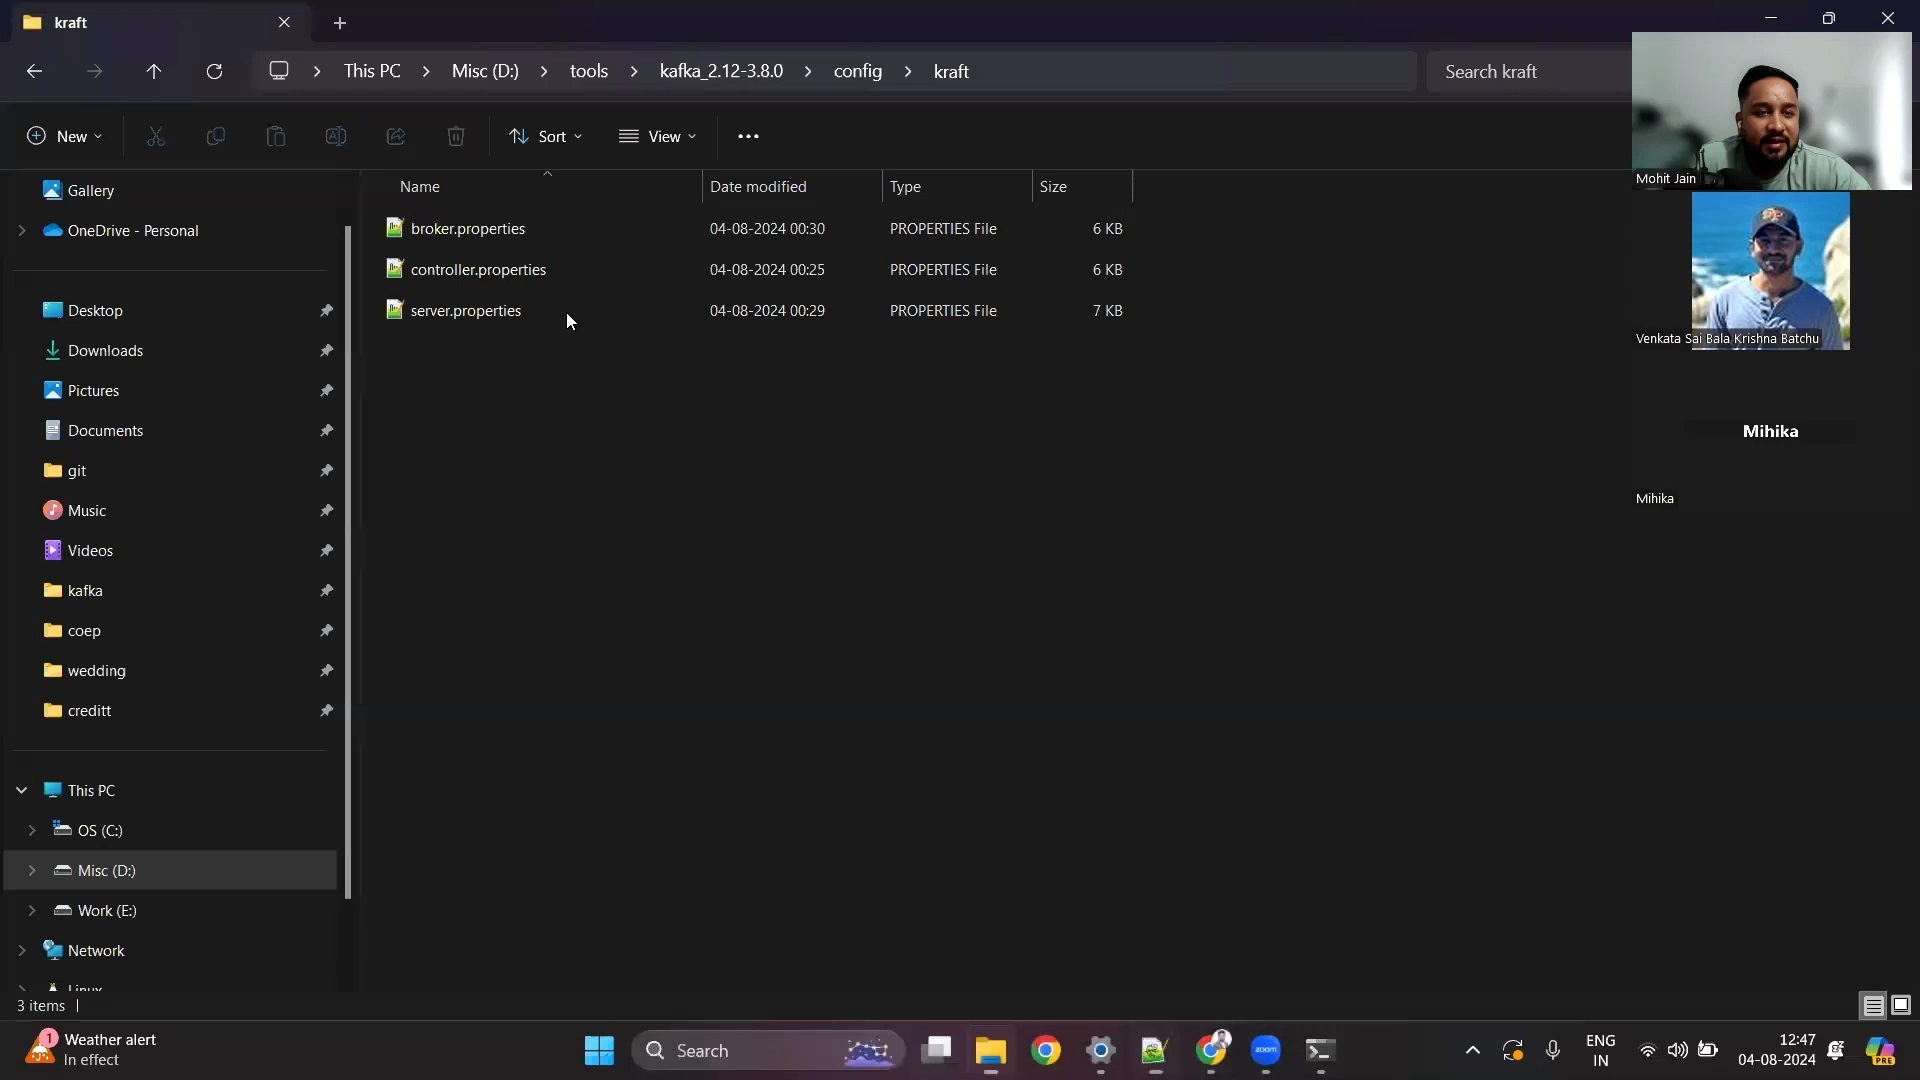 kraft
This PC
Misc (D:)
tools
kafka_2.12-3.8.0
config
kraft
Search kraft
New
Sort
View
Mohit Jain
Name
Date modified
Type
Size
Gallery
OneDrive - Personal
Desktop
Downloads
Pictures
Documents
git
Music
Videos
kafka
coep
wedding
creditt
This PC
OS (C:)
Misc (D:)
Work (E:)
Network
Linux
broker.properties
04-08-2024 00:30
PROPERTIES File
6 KB
controller.properties
04-08-2024 00:25
PROPERTIES File
6 KB
server.properties
04-08-2024 00:29
PROPERTIES File
7 KB
Venkata Sai Bala Krishna Batchu
Mihika
Mihika
3 items
1
Weather alert
In effect
Search
zoom
ENG
IN
12:47
04-08-2024
PRE